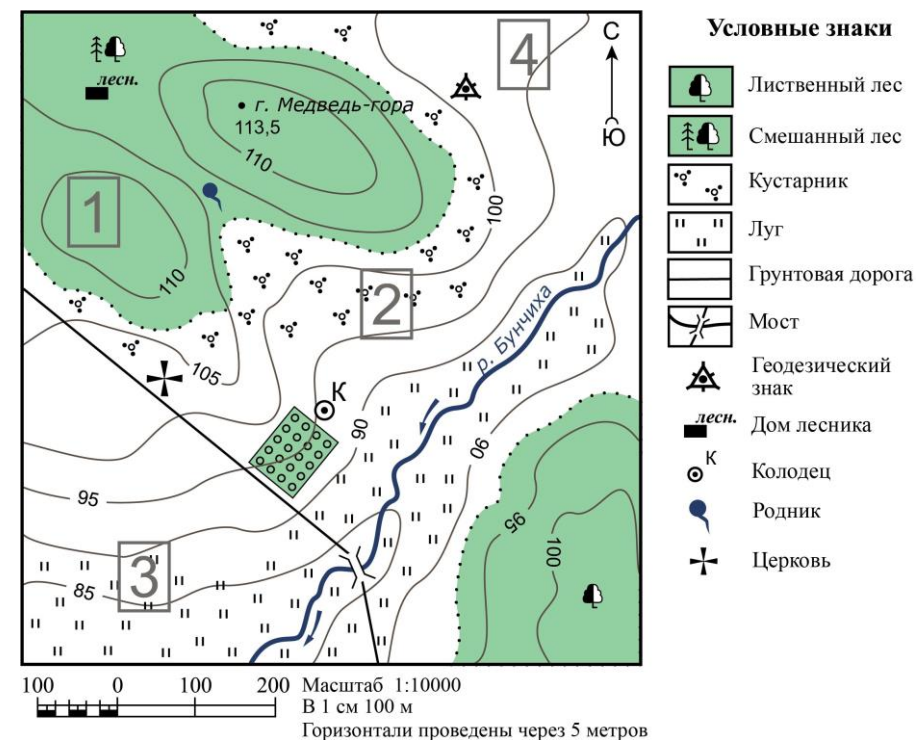 4
С
Ю
лесн.
г. Медведь-гора
113,5
110
1
110
100
2
р. Бунчиха
105
К
90
90
95
95
100
3
85
100 0 100 200
Масштаб 1:10000
В 1 см 100 м
Горизонтали проведены через 5 метров
Условные знаки
Лиственный лес
Смешанный лес
Кустарник
Луг
Грунтовая дорога
Мост
Геодезический
знак
лесн. Дом лесника
К
Колодец
Родник
Церковь